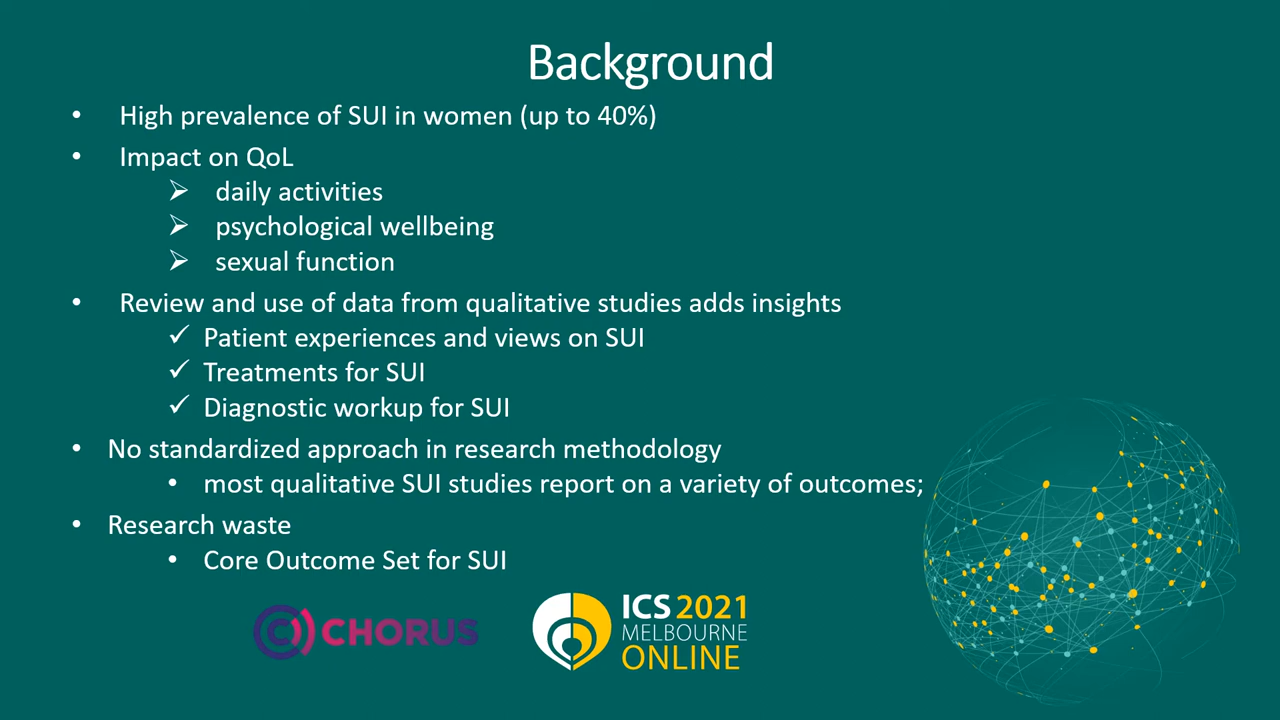 Background
• High prevalence of SUI in women (up to 40%)
• Impact on QoL
➢ daily activities
➢ psychological wellbeing
➢ sexual function
• Review and use of data from qualitative studies adds insights
✓ Patient experiences and views on SUI
✓ Treatments for SUI
✓ Diagnostic workup for SUI
• No standardized approach in research methodology
• most qualitative SUI studies report on a variety of outcomes;
• Research waste
• Core Outcome Set for SUI
CHORUS
ICS 2021
MELBOURNE
ONLINE